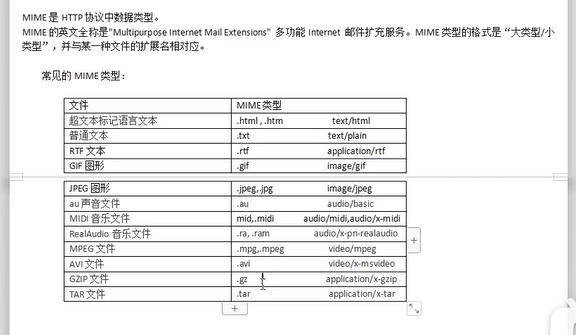 MIME 是 HTTP 协议中数据类型。
MIME 的英文全称是"Multipurpose Internet Mail Extensions" 多功能 Internet 邮件扩充服务。MIME 类型的格式是“大类型/小
类型”，并与某一种文件的扩展名相对应。
常见的 MIME 类型：
文件 MIME 类型
超文本标记语言文本 .html,.htm text/html
普通文本 .txt text/plain
RTF 文本 .rtf application/rtf
GIF 图形 .gif image/gif
JPEG 图形 .jpeg,.jpg image/jpeg
au 声音文件 .au audio/basic
MIDI 音乐文件 mid,.midi audio/midi,audio/x-midi
RealAudio 音乐文件 .ra, .ram audio/x-pn-realaudio
MPEG 文件 .mpg,.mpeg video/mpeg
AVI 文件 .avi video/x-msvideo
GZIP 文件 .gz application/x-gzip
TAR 文件 .tar application/x-tar